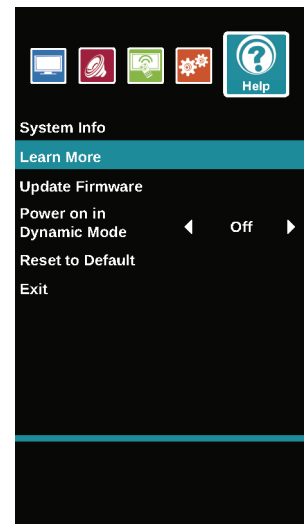 Help
System Info
Learn More
Update Firmware
Power on in
Dynamic Mode
Off
Reset to Default
Exit